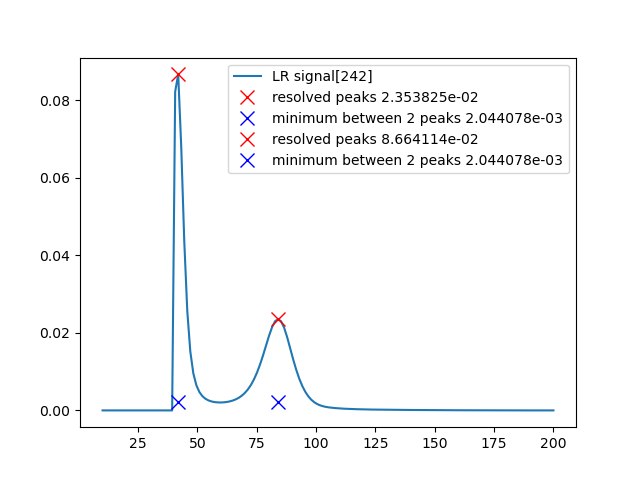 LR signal[242]
resolved peaks 2.353825e-02
minimum between 2 peaks 2.044078e-03
resolved peaks 8.664114e-02
minimum between 2 peaks 2.044078e-03
0.08
0.06
0.04
0.02
0.00
25 50 75 100 125 150 175 200